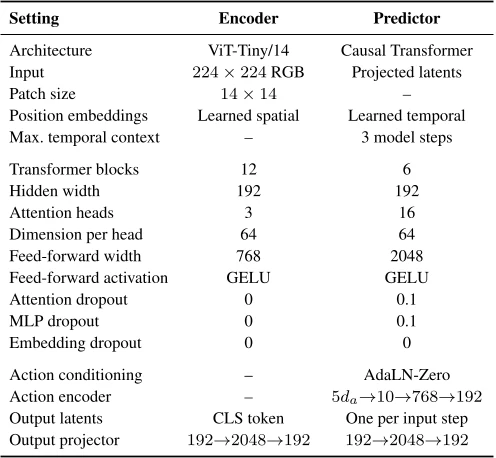 Setting Encoder Predictor
Architecture ViT-Tiny/14 Causal Transformer
Input 224 × 224 RGB Projected latents
Patch size 14 × 14 –
Position embeddings Learned spatial Learned temporal
Max. temporal context – 3 model steps
Transformer blocks 12 6
Hidden width 192 192
Attention heads 3 16
Dimension per head 64 64
Feed-forward width 768 2048
Feed-forward activation GELU GELU
Attention dropout 0 0.1
MLP dropout 0 0.1
Embedding dropout 0 0
Action conditioning – AdaLN-Zero
Action encoder – 5dₐ→10→768→192
Output latents CLS token One per input step
Output projector 192→2048→192 192→2048→192